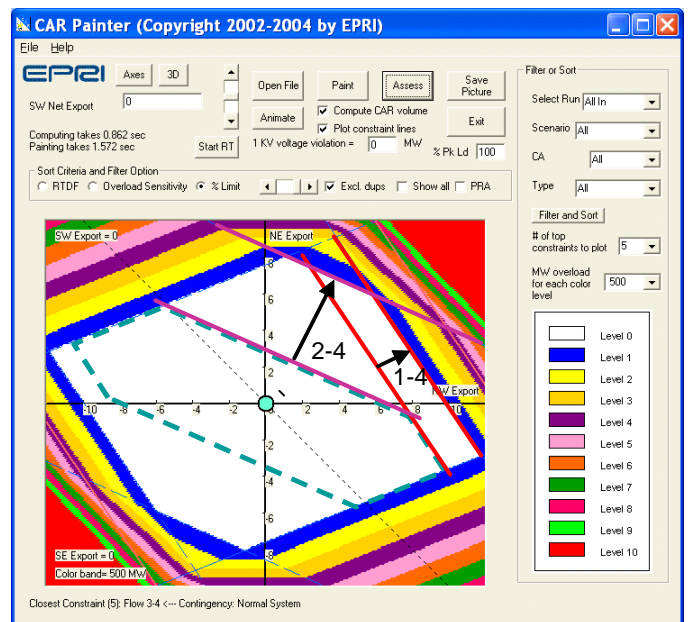 CAR Painter (Copyright 2002-2004 by EPRI)
File Help
EPRI Axes 3D
SW Net Export 0
Computing takes 0.862 sec
Painting takes 1.572 sec
Start RT
Open File Paint Assess Save Picture
Animate Compute CAR volume Exit
Plot constraint lines
1 KV voltage violation = 0 MW % Pk Ld 100
Sort Criteria and Filter Option
RTDF Overload Sensitivity % Limit Excl. dups Show all PRA
Filter or Sort
Select Run All In
Scenario All
CA All
Type All
Filter and Sort
# of top constraints to plot 5
MW overload for each color level 500
Level 0
Level 1
Level 2
Level 3
Level 4
Level 5
Level 6
Level 7
Level 8
Level 9
Level 10
SW Export = 0 NE Export
8
6
4
2
2-4
1-4
NW Export
-10 -8 -6 -4 -2 0 2 4 6 8 10
-2
-4
-6
-8
SE Export = 0
Color band= 500 MW
Closest Constraint (5): Flow 3-4 <--- Contingency: Normal System